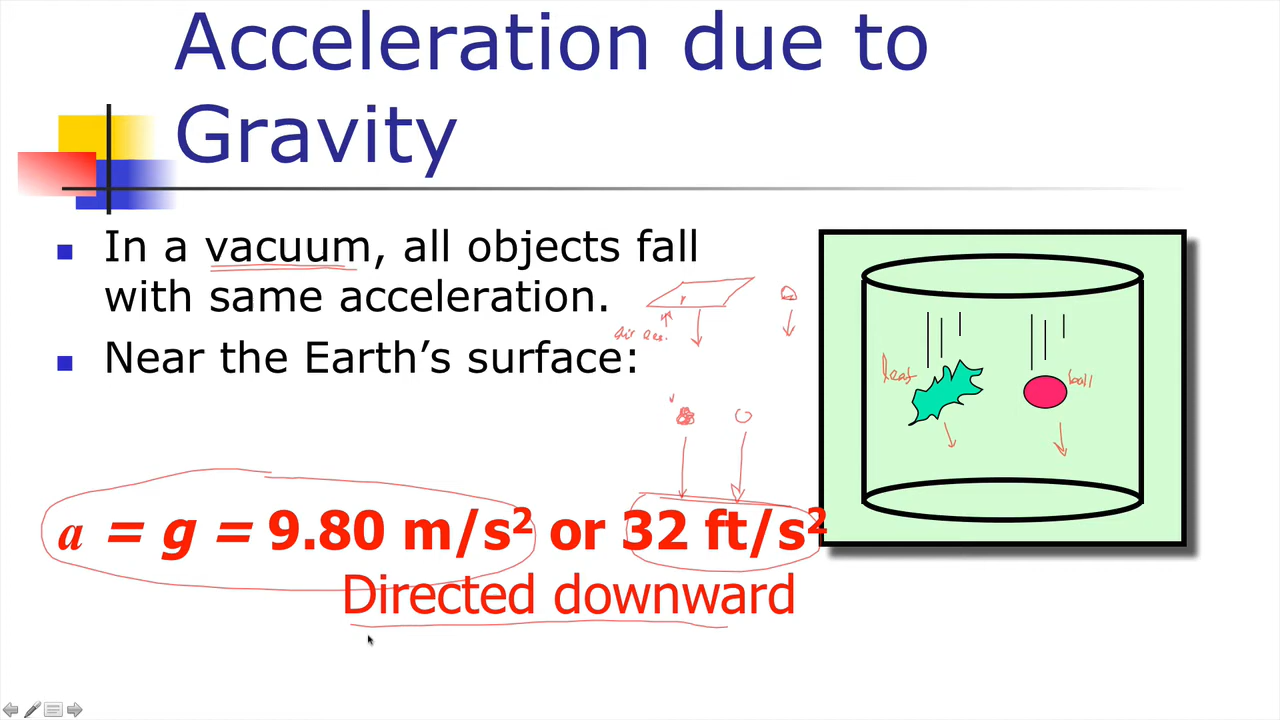 Acceleration due to
Gravity
In a vacuum, all objects fall
with same acceleration.
air res.
Near the Earth's surface:
leaf
ball
a = g = 9.80 m/s² or 32 ft/s²
Directed downward